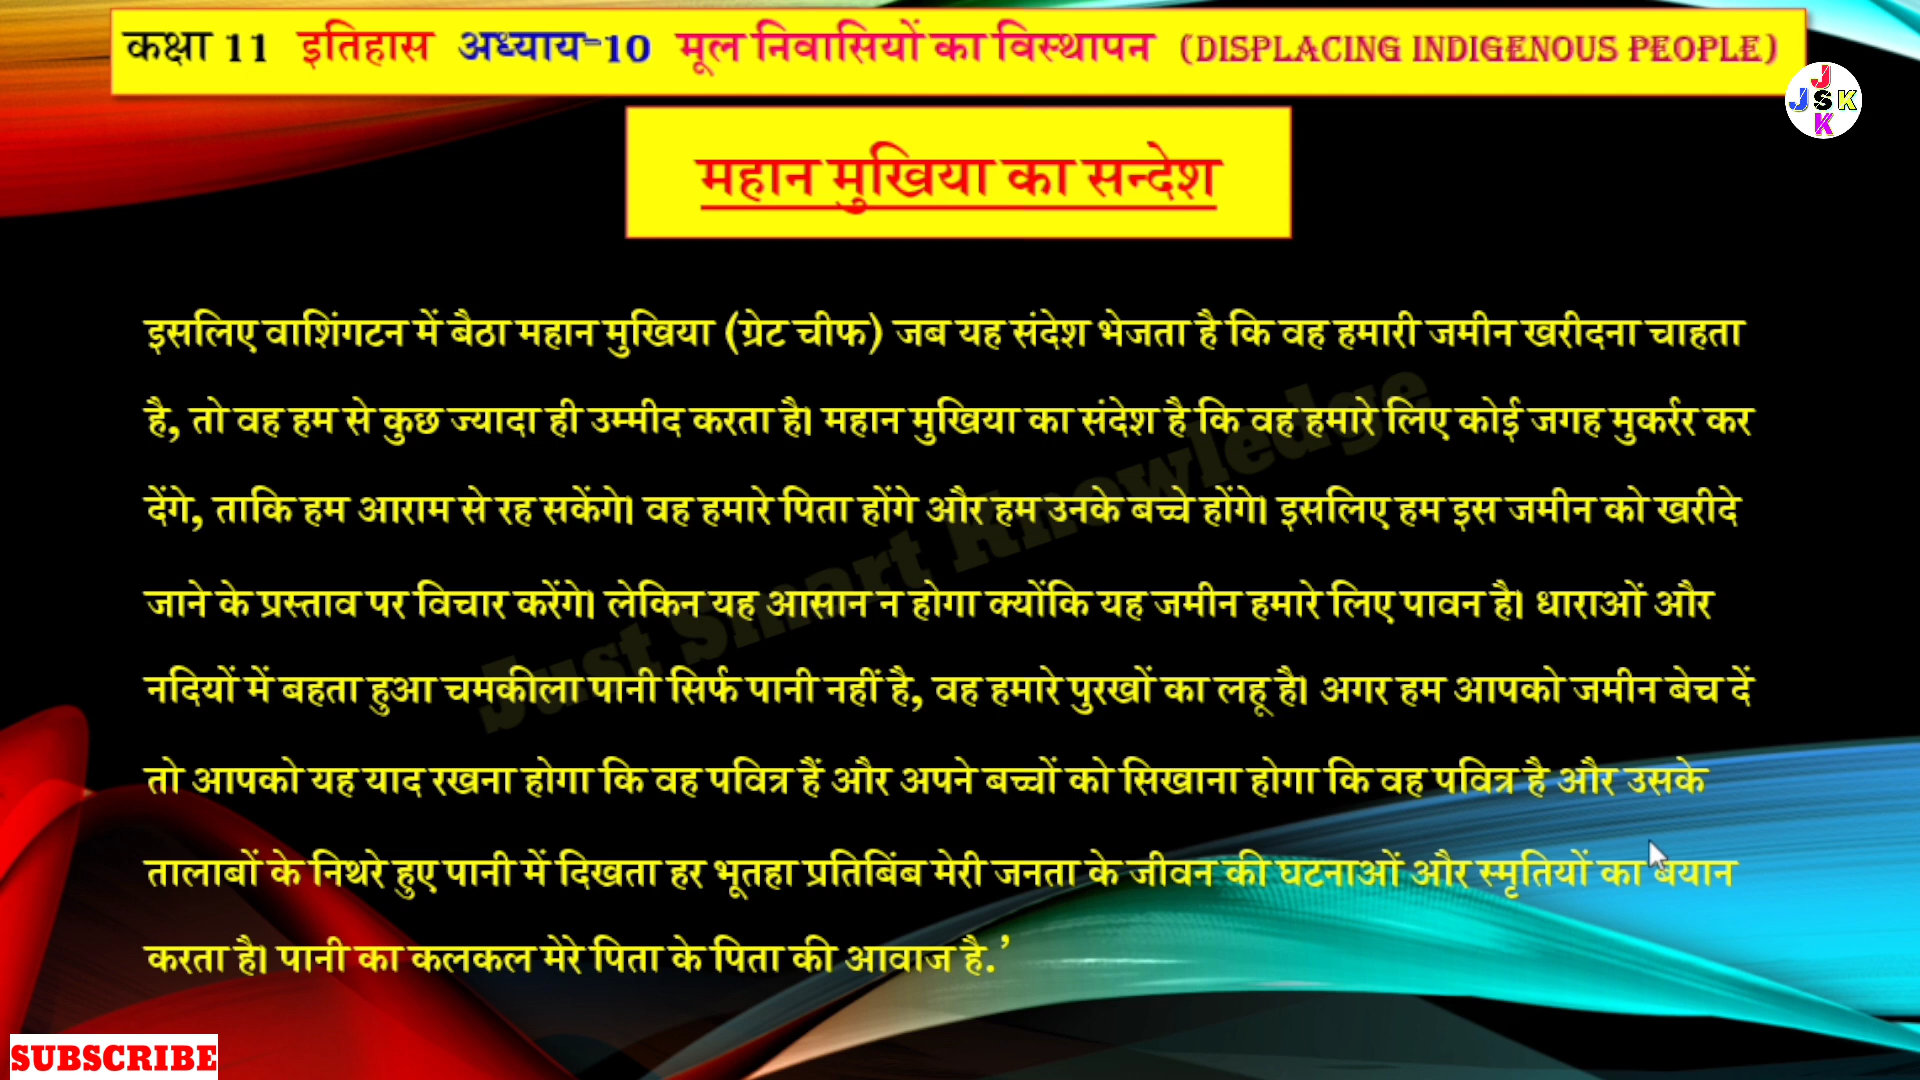 कक्षा 11 इतिहास अध्याय-10 मूल निवासियों का विस्थापन (DISPLACING INDIGENOUS PEOPLE)
J
J S K
K
महान मुखिया का सन्देश
इसलिए वाशिंगटन में बैठा महान मुखिया (ग्रेट चीफ) जब यह संदेश भेजता है कि वह हमारी जमीन खरीदना चाहता
है, तो वह हम से कुछ ज्यादा ही उम्मीद करता है। महान मुखिया का संदेश है कि वह हमारे लिए कोई जगह मुकर्रर कर
देंगे, ताकि हम आराम से रह सकेंगे। वह हमारे पिता होंगे और हम उनके बच्चे होंगे। इसलिए हम इस जमीन को खरीदे
जाने के प्रस्ताव पर विचार करेंगे। लेकिन यह आसान न होगा क्योंकि यह जमीन हमारे लिए पावन है। धाराओं और
नदियों में बहता हुआ चमकीला पानी सिर्फ पानी नहीं है, वह हमारे पुरखों का लहू है। अगर हम आपको जमीन बेच दें
तो आपको यह याद रखना होगा कि वह पवित्र हैं और अपने बच्चों को सिखाना होगा कि वह पवित्र है और उसके
तालाबों के निथरे हुए पानी में दिखता हर भूतहा प्रतिबिंब मेरी जनता के जीवन की घटनाओं और स्मृतियों का बयान
करता है। पानी का कलकल मेरे पिता के पिता की आवाज है.’
Just Smart Knowledge
SUBSCRIBE